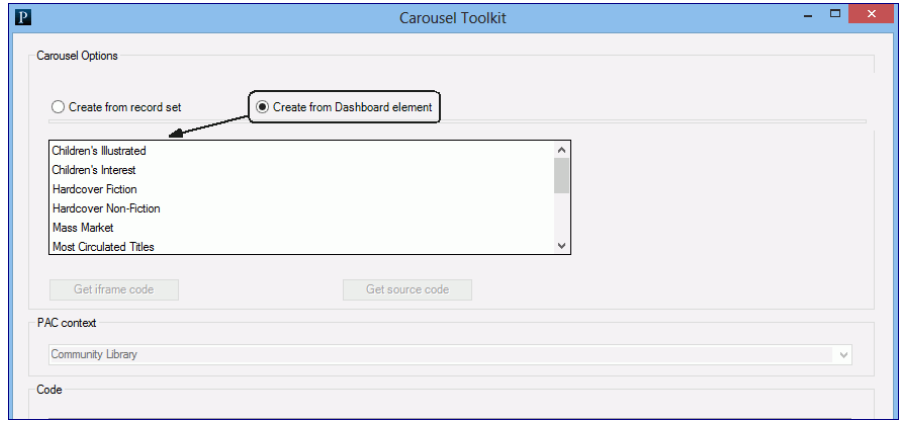 P
Carousel Toolkit
Carousel Options
Create from record set
Create from Dashboard element
Children's Illustrated
Children's Interest
Hardcover Fiction
Hardcover Non-Fiction
Mass Market
Most Circulated Titles
Get iframe code
Get source code
PAC context
Community Library
Code